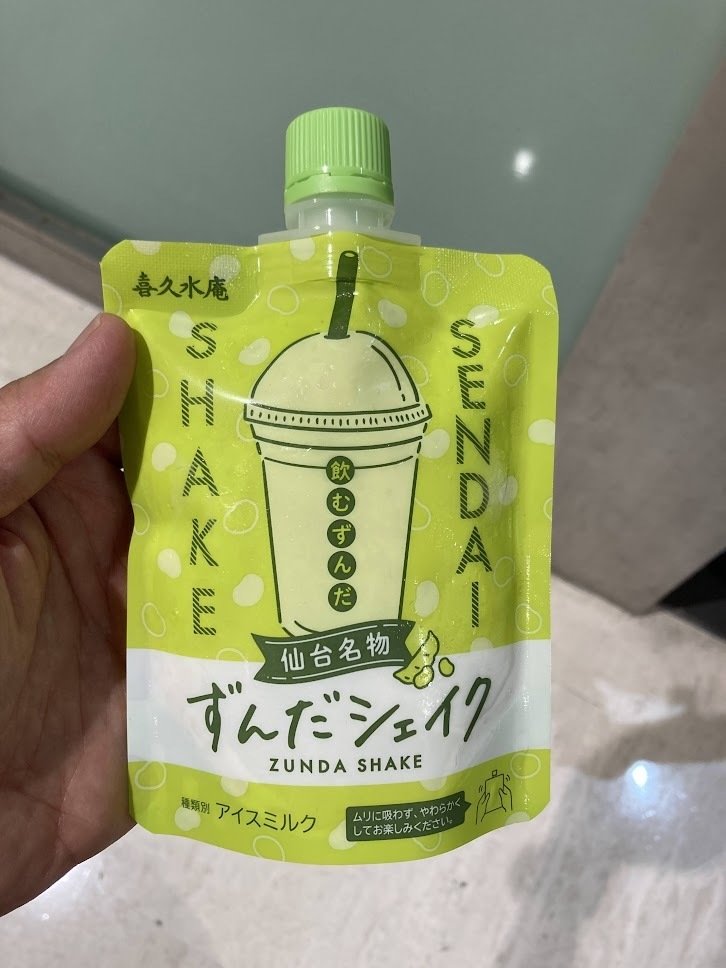 喜久水庵
SHAKE
SENDAI
飲むずんだ
仙台名物
ずんだシェイク
ZUNDA SHAKE
種類別 アイスミルク
ムリに吸わず、やわらかく
してお楽しみください。